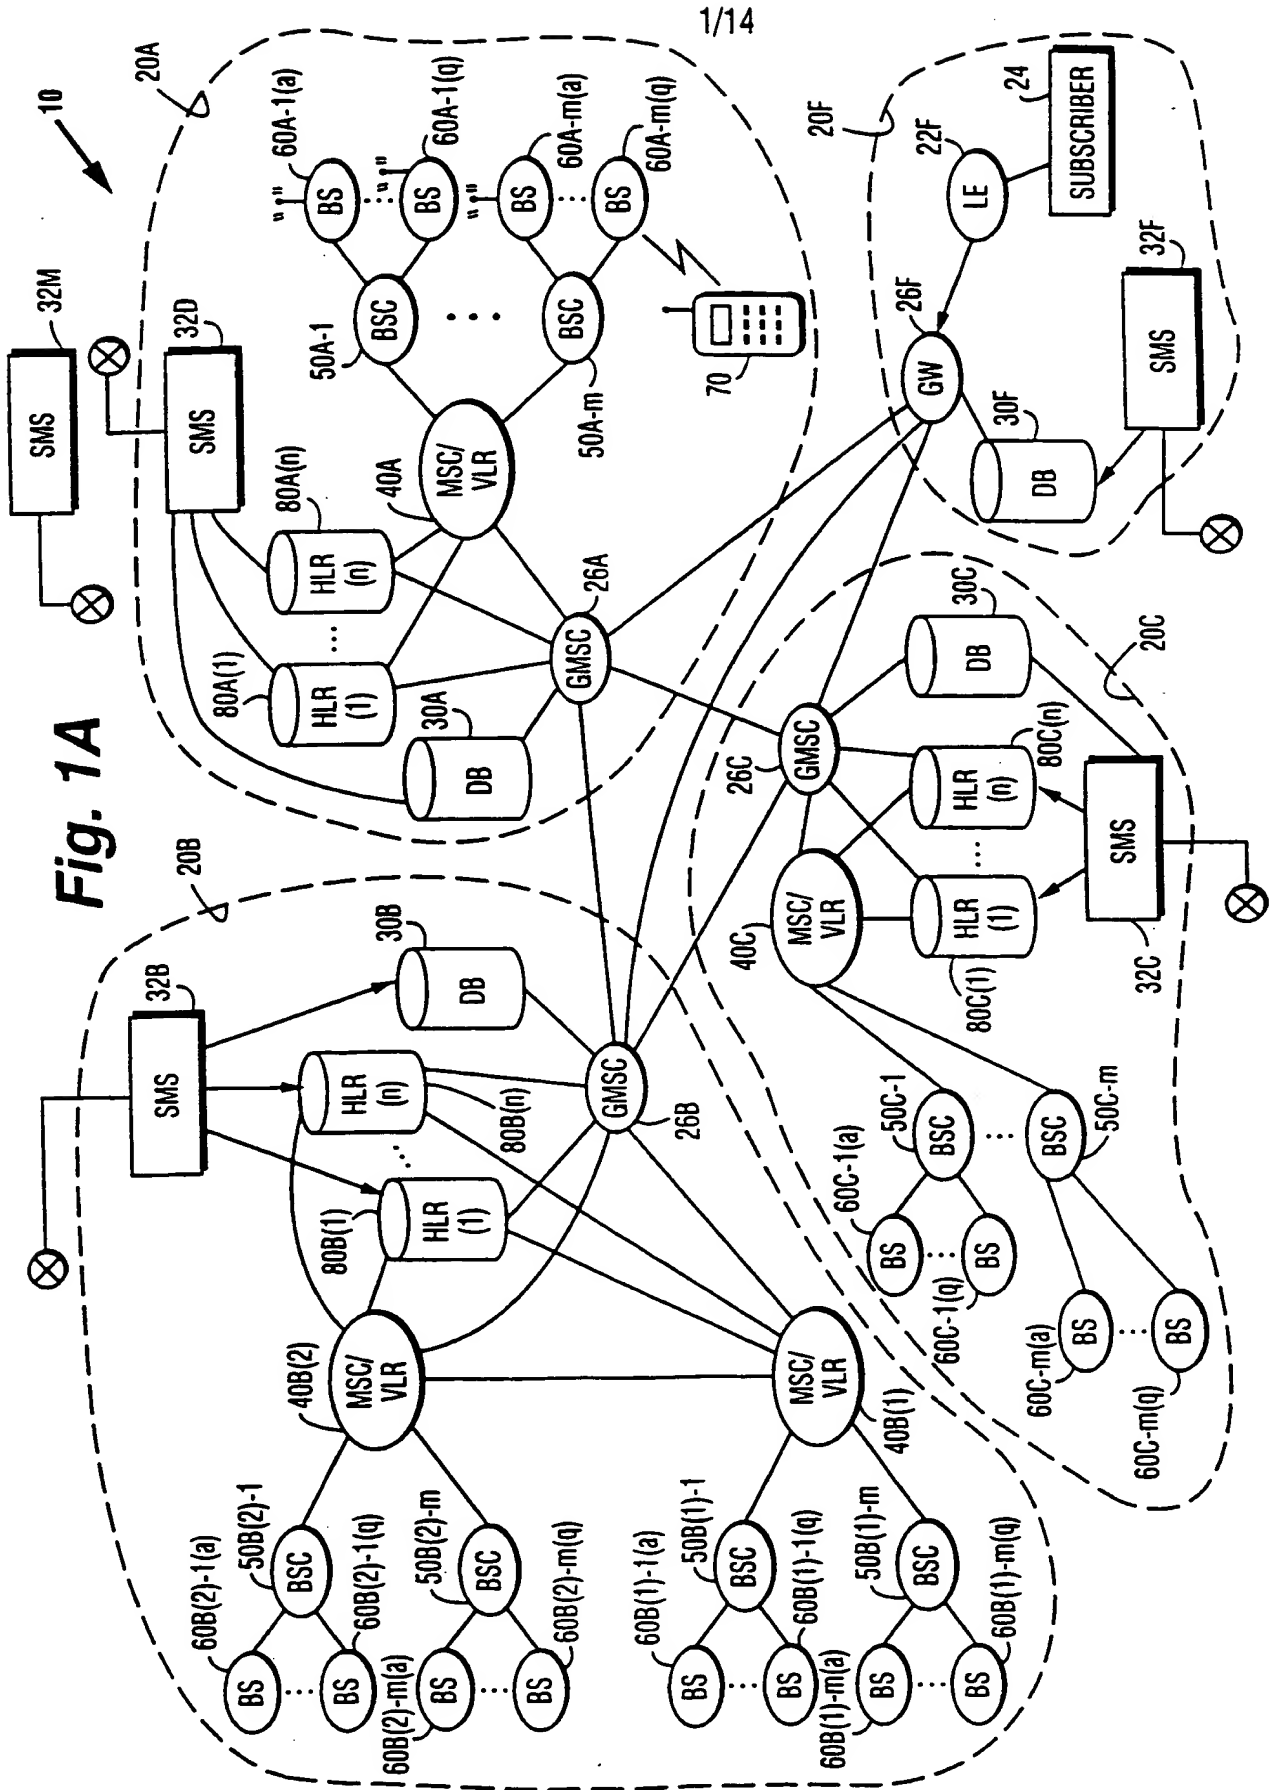 1/14
Fig. 1A
10
SMS
32M
20A
SMS
32D
80A(n)
HLR
(n)
...
80A(1)
HLR
(1)
30A
DB
40A
MSC/
VLR
26A
GMSC
50A-1
BSC
...
BSC
50A-m
60A-1(a)
BS
...
60A-1(q)
BS
60A-m(a)
BS
...
60A-m(q)
BS
70
20B
SMS
32B
30B
DB
HLR
(n)
80B(n)
...
80B(1)
HLR
(1)
GMSC
26B
40B(2)
MSC/
VLR
MSC/
VLR
40B(1)
50B(2)-1
BSC
50B(2)-m
BSC
60B(2)-1(a)
BS
...
60B(2)-1(q)
BS
60B(2)-m(a)
BS
...
60B(2)-m(q)
BS
50B(1)-1
BSC
50B(1)-m
BSC
60B(1)-1(a)
BS
...
60B(1)-1(q)
BS
60B(1)-m(a)
BS
...
60B(1)-m(q)
BS
20C
26C
GMSC
30C
DB
80C(n)
HLR
(n)
...
HLR
(1)
80C(1)
SMS
32C
40C
MSC/
VLR
50C-1
BSC
...
BSC
50C-m
60C-1(a)
BS
...
BS
60C-1(q)
60C-m(a)
BS
...
BS
60C-m(q)
20F
26F
GW
22F
LE
24
SUBSCRIBER
30F
DB
32F
SMS